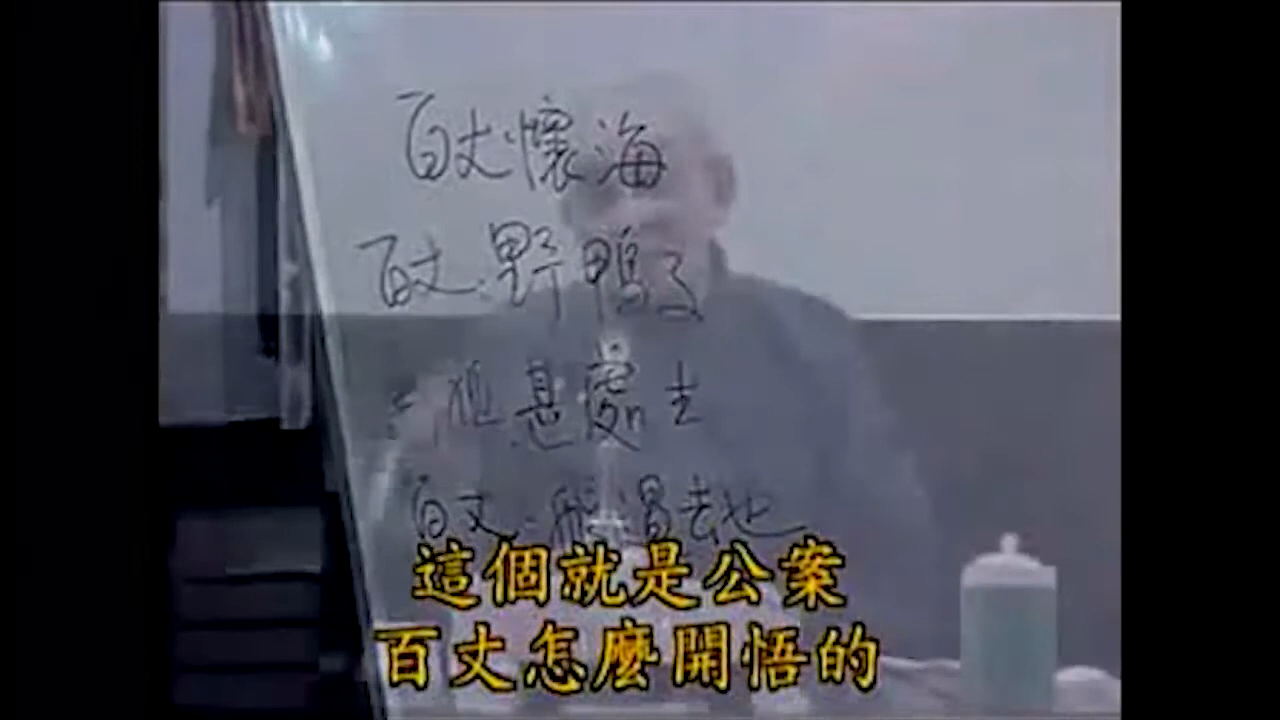 百丈懷海
百丈:野鴨子
甚處去
百丈:飛過去也
這個就是公案
百丈怎麼開悟的